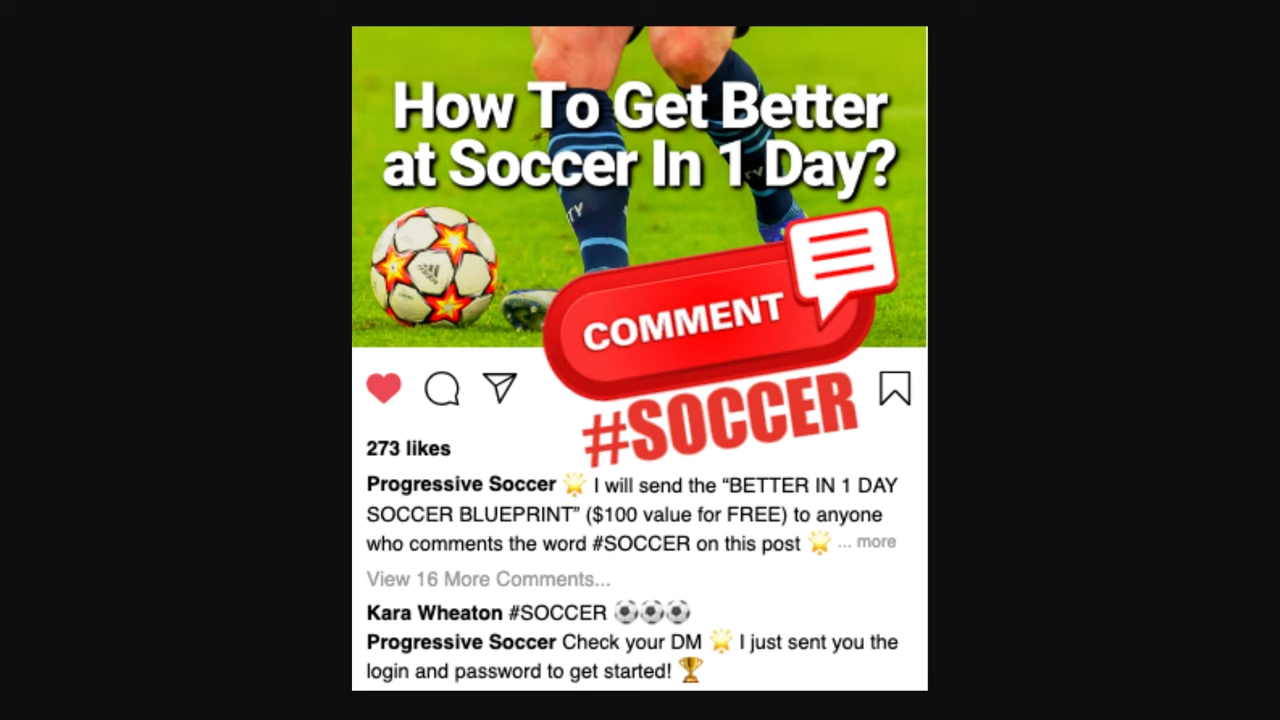 How To Get Better
at Soccer In 1 Day?
TY
TY
adidas
COMMENT
#SOCCER
273 likes
Progressive Soccer 🌟 I will send the “BETTER IN 1 DAY
SOCCER BLUEPRINT” ($100 value for FREE) to anyone
who comments the word #SOCCER on this post 🌟 ... more
View 16 More Comments...
Kara Wheaton #SOCCER ⚽⚽⚽
Progressive Soccer Check your DM 🌟 I just sent you the
login and password to get started! 🏆